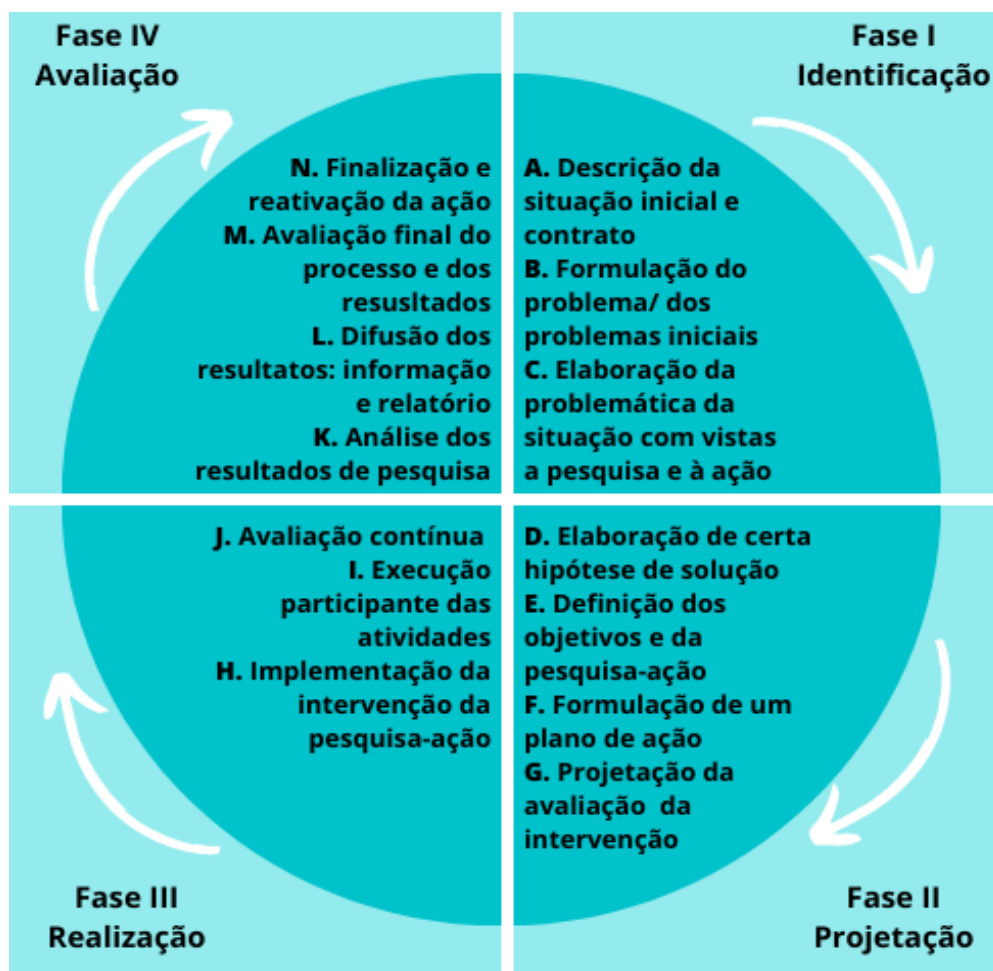 Fase IV
Avaliação
N. Finalização e
reativação da ação
M. Avaliação final do
processo e dos
resusltados
L. Difusão dos
resultatos: informação
e relatório
K. Análise dos
resultados de pesquisa
Fase I
Identificação
A. Descrição da
situação inicial e
contrato
B. Formulação do
problema/ dos
problemas iniciais
C. Elaboração da
problemática da
situação com vistas
a pesquisa e à ação
J. Avaliação contínua
I. Execução
participante das
atividades
H. Implementação da
intervenção da
pesquisa-ação
Fase III
Realização
D. Elaboração de certa
hipótese de solução
E. Definição dos
objetivos e da
pesquisa-ação
F. Formulação de um
plano de ação
G. Projetação da
avaliação  da
intervenção
Fase II
Projetação